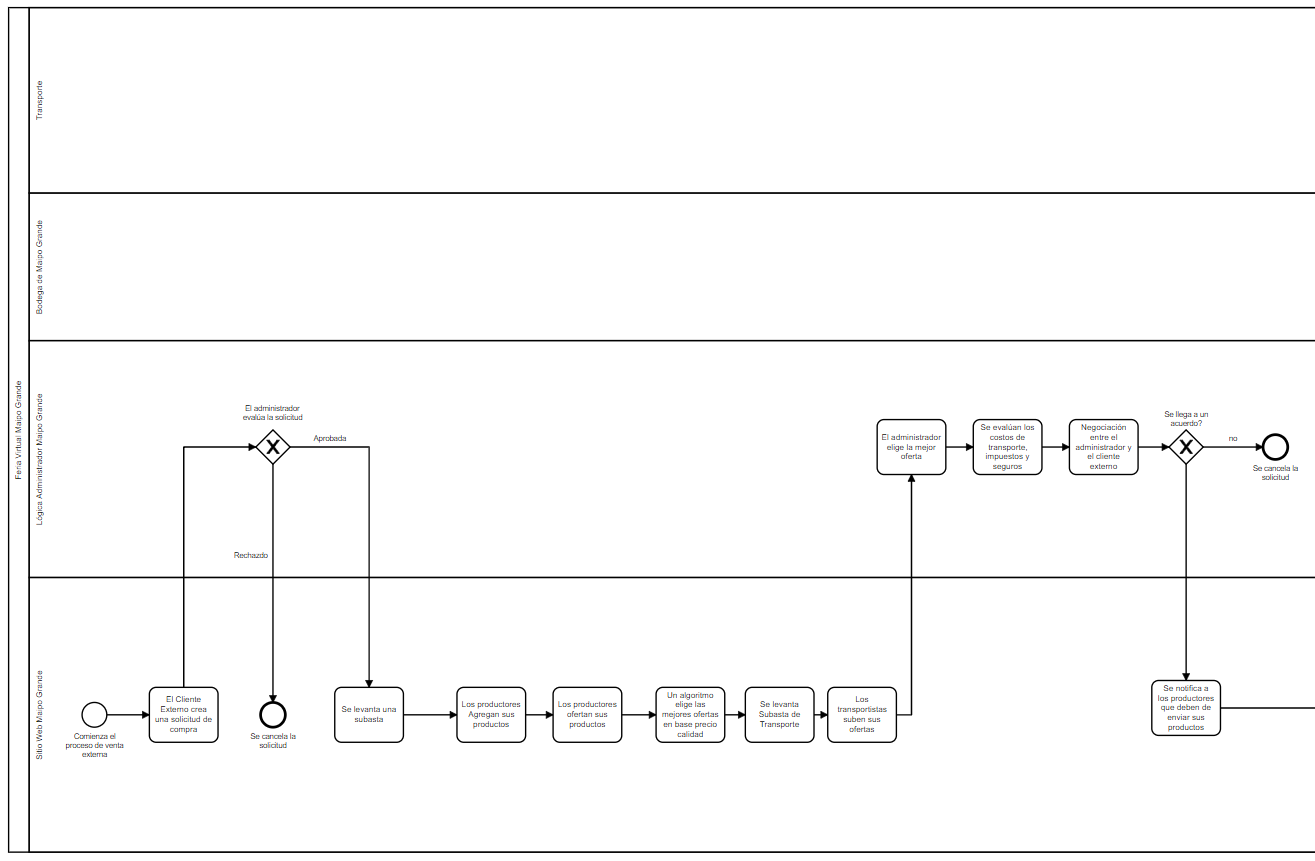 Feria Virtual Maipo Grande
Transporte
Bodega de Maipo Grande
Lógica Administrador Maipo Grande
El administrador
evalúa la solicitud
Aprobada
Rechazdo
El administrador
elige la mejor
oferta
Se evalúan los
costos de
transporte,
impuestos y
seguros
Negociación
entre el
administrador y
el cliente
externo
Se llega a un
acuerdo?
no
Se cancela la
solicitud
Sitio Web Maipo Grande
Comienza el
proceso de venta
externa
El Cliente
Externo crea
una solicitud de
compra
Se cancela la
solicitud
Se levanta una
subasta
Los productores
Agregan sus
productos
Los productores
ofertan sus
productos
Un algoritmo
elige las
mejores ofertas
en base precio
calidad
Se levanta
Subasta de
Transporte
Los
transportistas
suben sus
ofertas
Se notifica a
los productores
que deben de
enviar sus
productos